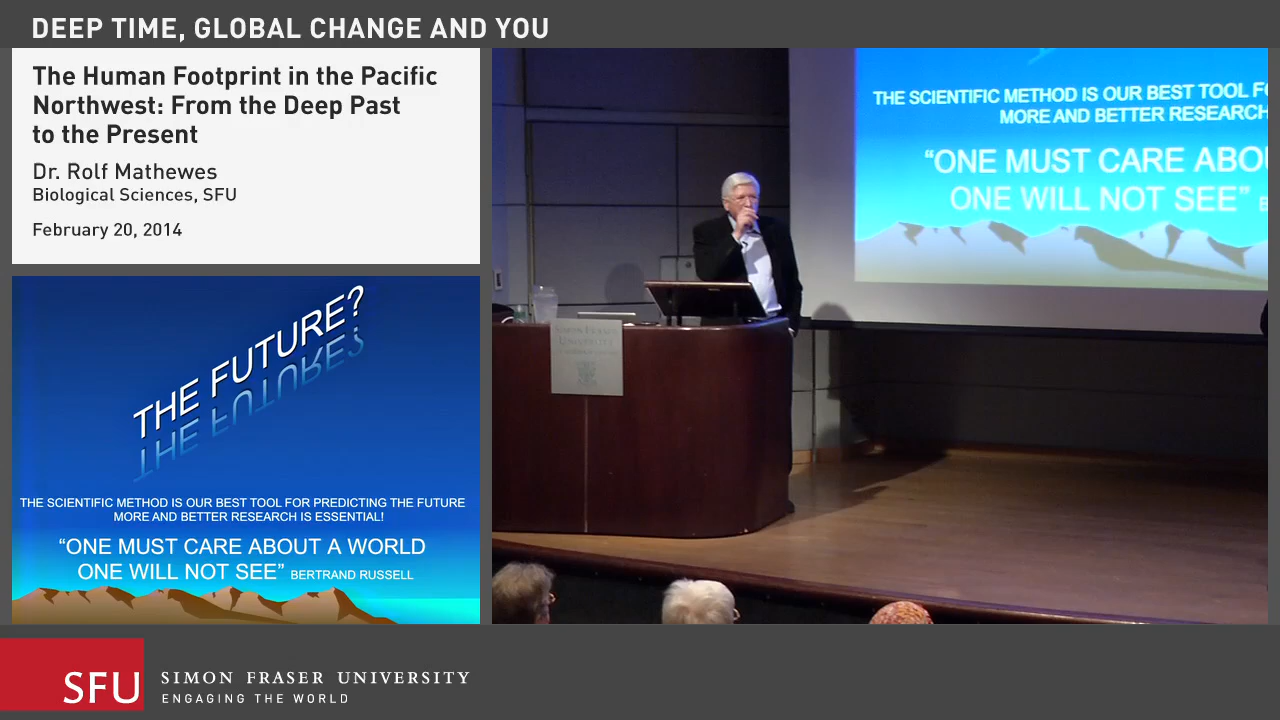 DEEP TIME, GLOBAL CHANGE AND YOU
The Human Footprint in the Pacific
Northwest: From the Deep Past
to the Present
Dr. Rolf Mathewes
Biological Sciences, SFU
February 20, 2014
THE FUTURE?
THE SCIENTIFIC METHOD IS OUR BEST TOOL FOR PREDICTING THE FUTURE
MORE AND BETTER RESEARCH IS ESSENTIAL!
“ONE MUST CARE ABOUT A WORLD
ONE WILL NOT SEE” BERTRAND RUSSELL
THE SCIENTIFIC METHOD IS OUR BEST TOOL
MORE AND BETTER RESEARCH
“ONE MUST CARE
ONE WILL NOT SEE”
SIMON FRASER
UNIVERSITY
SFU SIMON FRASER UNIVERSITY
ENGAGING THE WORLD